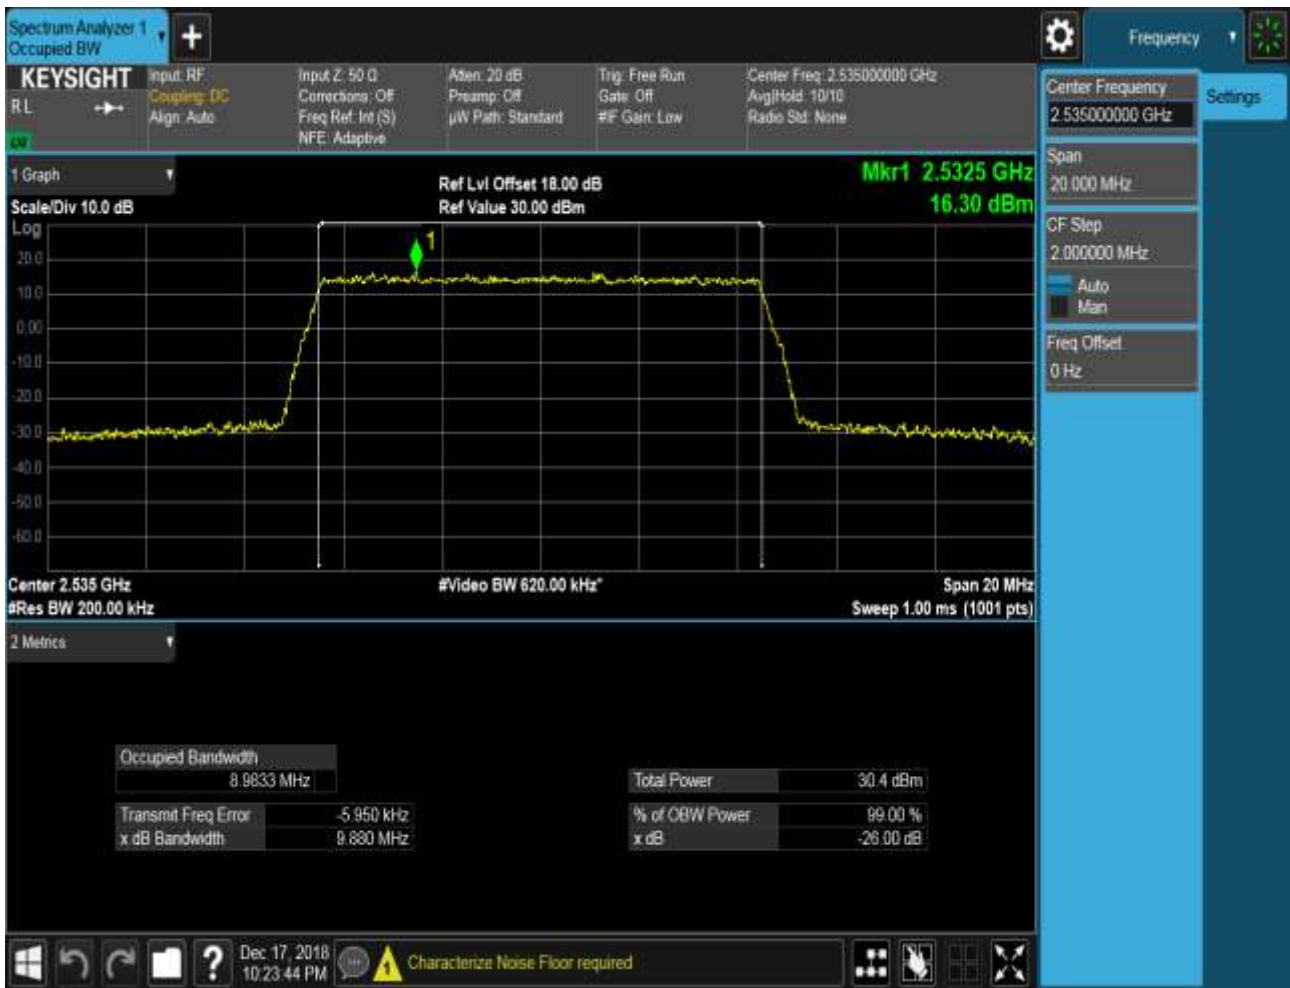 Spectrum Analyzer 1
Occupied BW
Frequency
KEYSIGHT
R L
Input: RF
Coupling: DC
Align: Auto
Input Z: 50 Ω
Corrections: Off
Freq Ref: Int (S)
NFE: Adaptive
Atten: 20 dB
Preamp: Off
µW Path: Standard
Trig: Free Run
Gate: Off
#IF Gain: Low
Center Freq: 2.535000000 GHz
Avg|Hold: 10/10
Radio Std: None
Center Frequency
2.535000000 GHz
Settings
Span
20.000 MHz
CF Step
2.000000 MHz
Auto
Man
Freq Offset
0 Hz
1 Graph
Scale/Div 10.0 dB
Ref Lvl Offset 18.00 dB
Ref Value 30.00 dBm
Mkr1 2.5325 GHz
16.30 dBm
Log
1
20.0
10.0
0.00
-10.0
-20.0
-30.0
-40.0
-50.0
-60.0
Center 2.535 GHz
#Video BW 620.00 kHz*
Span 20 MHz
#Res BW 200.00 kHz
Sweep 1.00 ms (1001 pts)
2 Metrics
Occupied Bandwidth
8.9833 MHz
Total Power 30.4 dBm
Transmit Freq Error -5.950 kHz
% of OBW Power 99.00 %
x dB Bandwidth 9.880 MHz
x dB -26.00 dB
?
Dec 17, 2018
10:23:44 PM
1
Characterize Noise Floor required